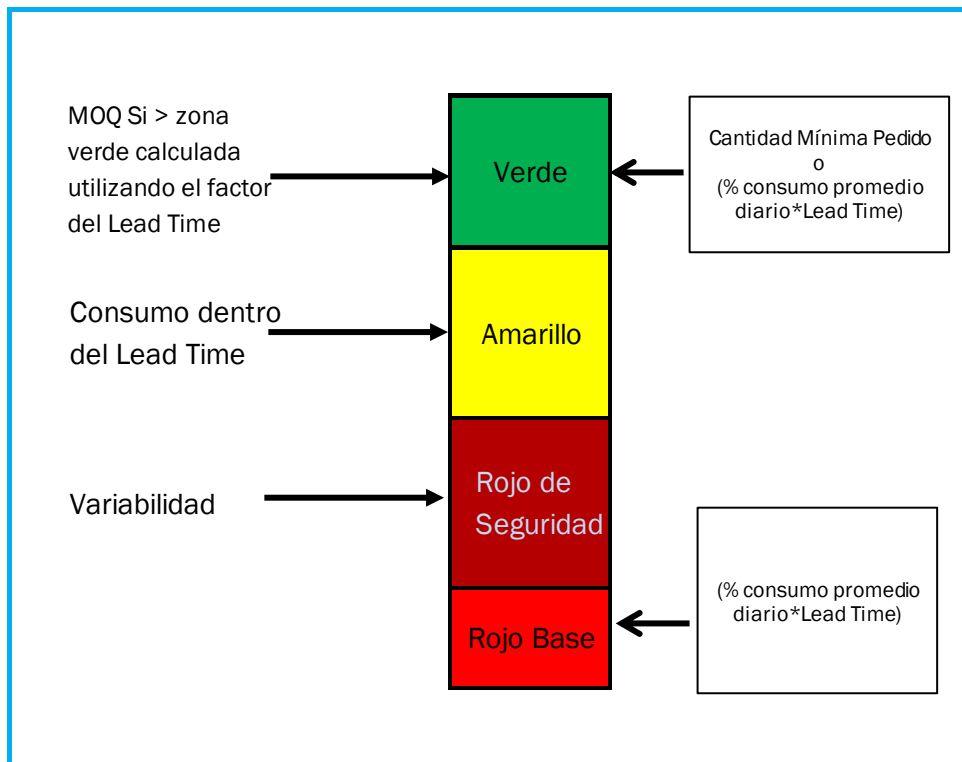 MOQ Si > zona
verde calculada
utilizando el factor
del Lead Time
Verde
Cantidad Mínima Pedido
o
(% consumo promedio
diario*Lead Time)
Consumo dentro
del Lead Time
Amarillo
Variabilidad
Rojo de
Seguridad
(% consumo promedio
diario*Lead Time)
Rojo Base